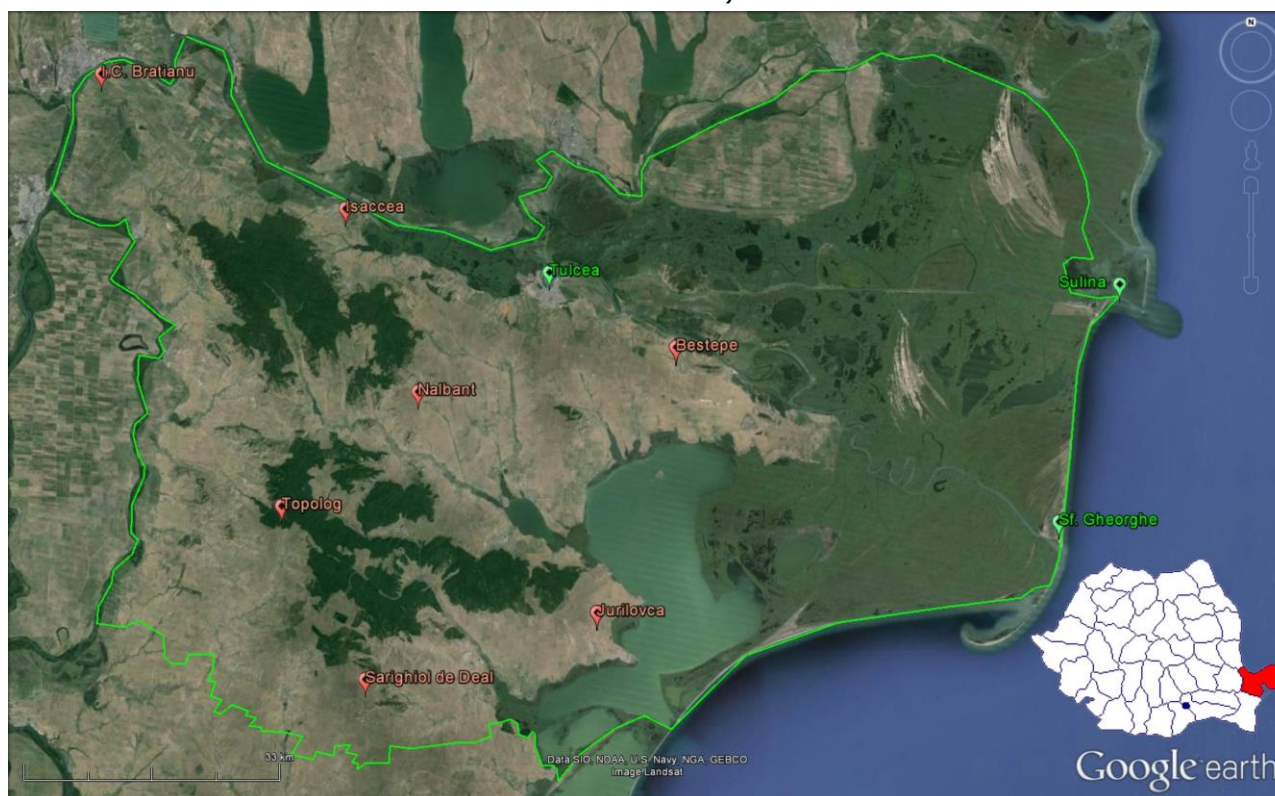 N
I.C. Bratianu
Isaccea
Tulcea
Sulina
Bestepe
Nalbant
Topolog
Sf. Gheorghe
Jurilovca
Sarighiol de Deal
33 km
Data SIO, NOAA, U.S. Navy, NGA, GEBCO
Image Landsat
Google earth